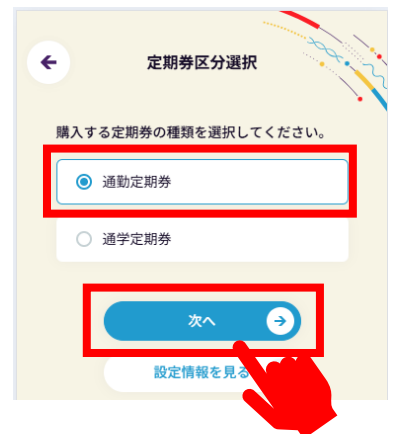 定期券区分選択
購入する定期券の種類を選択してください。
通勤定期券
通学定期券
次へ
設定情報を見る